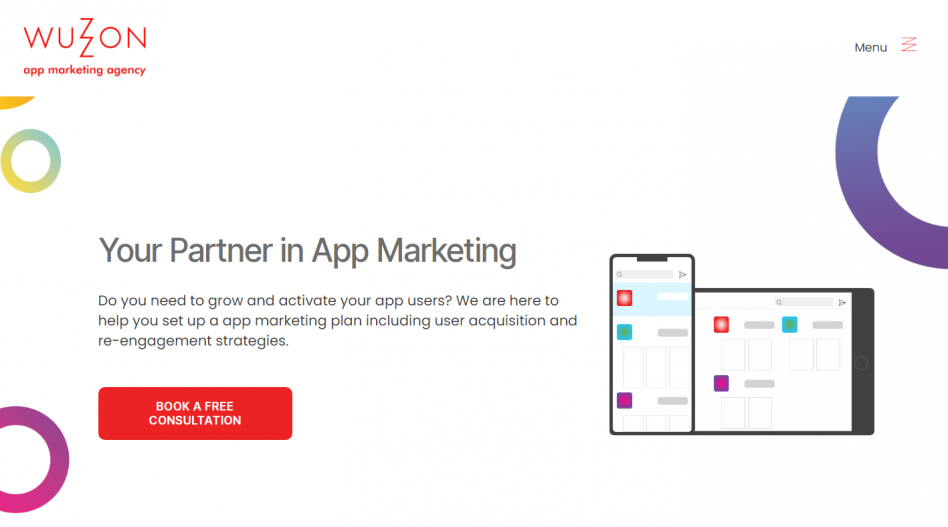 WUZZON
app marketing agency
Menu
Your Partner in App Marketing
Do you need to grow and activate your app users? We are here to
help you set up a app marketing plan including user acquisition and
re-engagement strategies.
BOOK A FREE
CONSULTATION